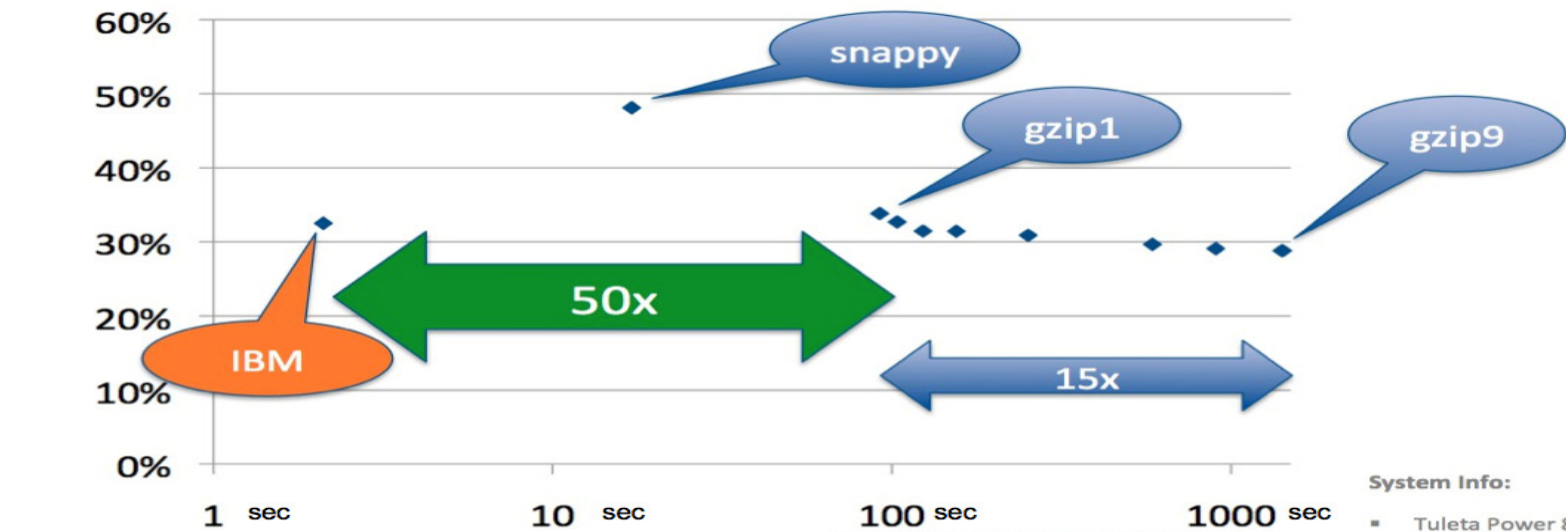 60%
snappy
50%
gzip1
gzip9
40%
30%
50x
20%
IBM
15x
10%
0%
System Info:
1 sec 10 sec 100 sec 1000 sec
▪ Tuleta Power